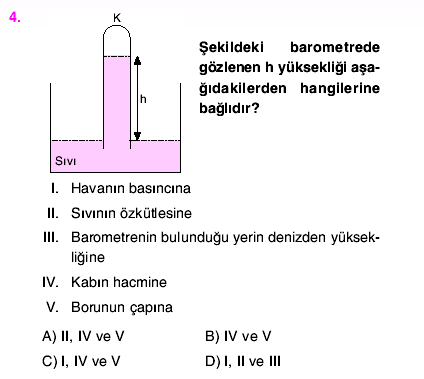 4.
K
Şekildeki barometrede
gözlenen h yüksekliği aşa-
ğıdakilerden hangilerine
bağlıdır?
h
Sıvı
I. Havanın basıncına
II. Sıvının özkütlesine
III. Barometrenin bulunduğu yerin denizden yüksek-
liğine
IV. Kabın hacmine
V. Borunun çapına
A) II, IV ve V B) IV ve V
C) I, IV ve V D) I, II ve III